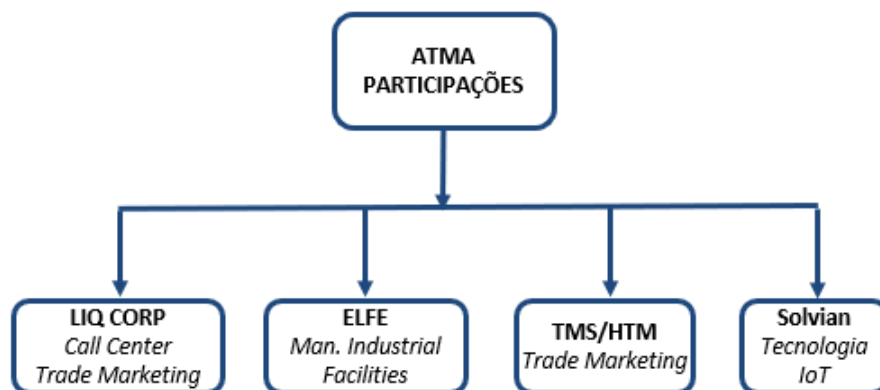 ATMA
PARTICIPAÇÕES
LIQ CORP
Call Center
Trade Marketing
ELFE
Man. Industrial
Facilities
TMS/HTM
Trade Marketing
Solvian
Tecnologia
IoT